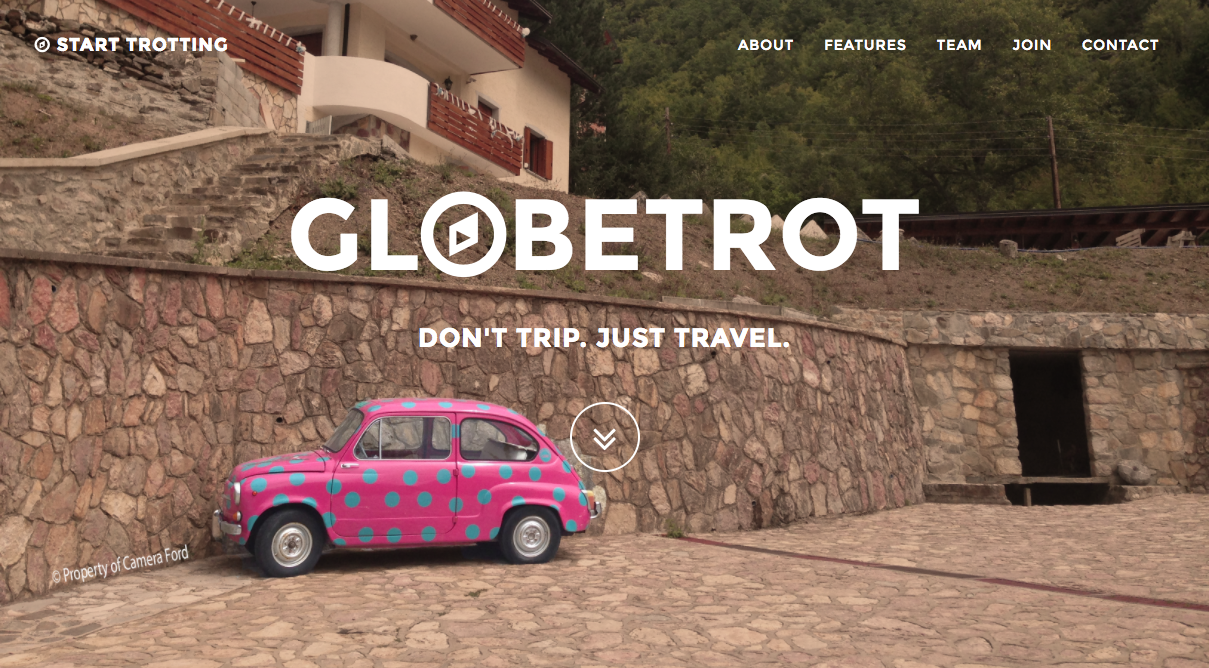 START TROTTING
ABOUT FEATURES TEAM JOIN CONTACT
GLOBETROT
DON'T TRIP. JUST TRAVEL.
© Property of Camera Ford